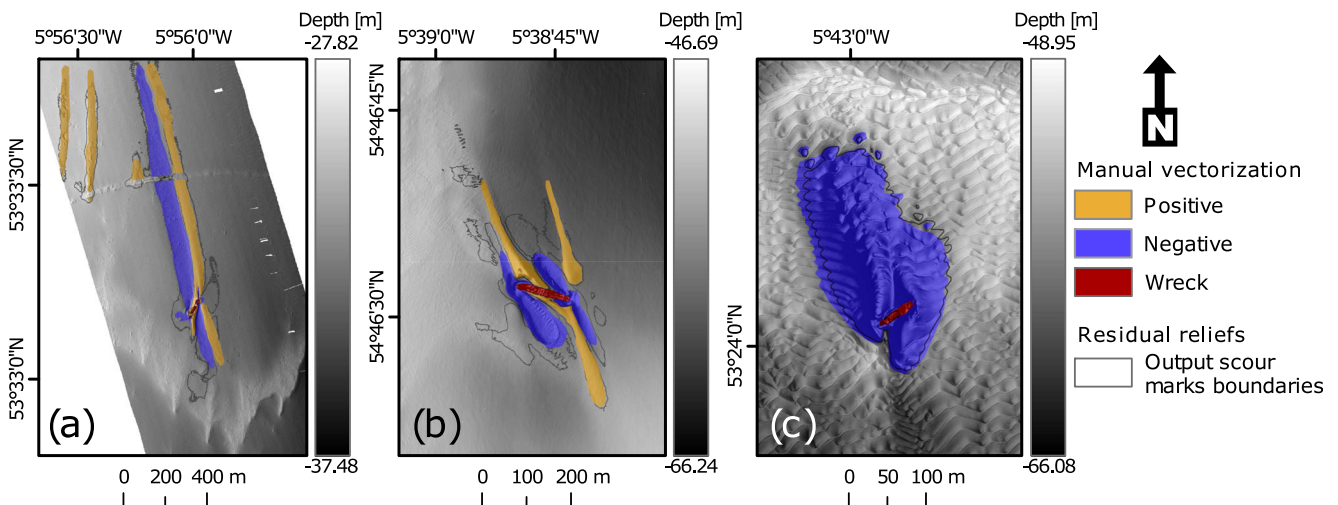 Depth [m]
-27.82
5°56'30"W
5°56'0"W
53°33'30"N
53°33'0"N
(a)
-37.48
0 200 400 m
Depth [m]
-46.69
5°39'0"W
5°38'45"W
54°46'45"N
54°46'30"N
(b)
-66.24
0 100 200 m
Depth [m]
-48.95
5°43'0"W
53°24'0"N
(c)
-66.08
0 50 100 m
N
Manual vectorization
Positive
Negative
Wreck
Residual reliefs
Output scour
marks boundaries